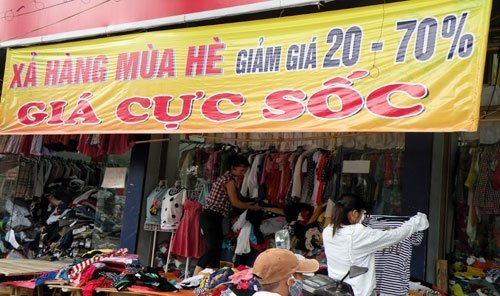 XẢ HÀNG MÙA HÈ GIẢM GIÁ 20 - 70%
GIÁ CỰC SỐC